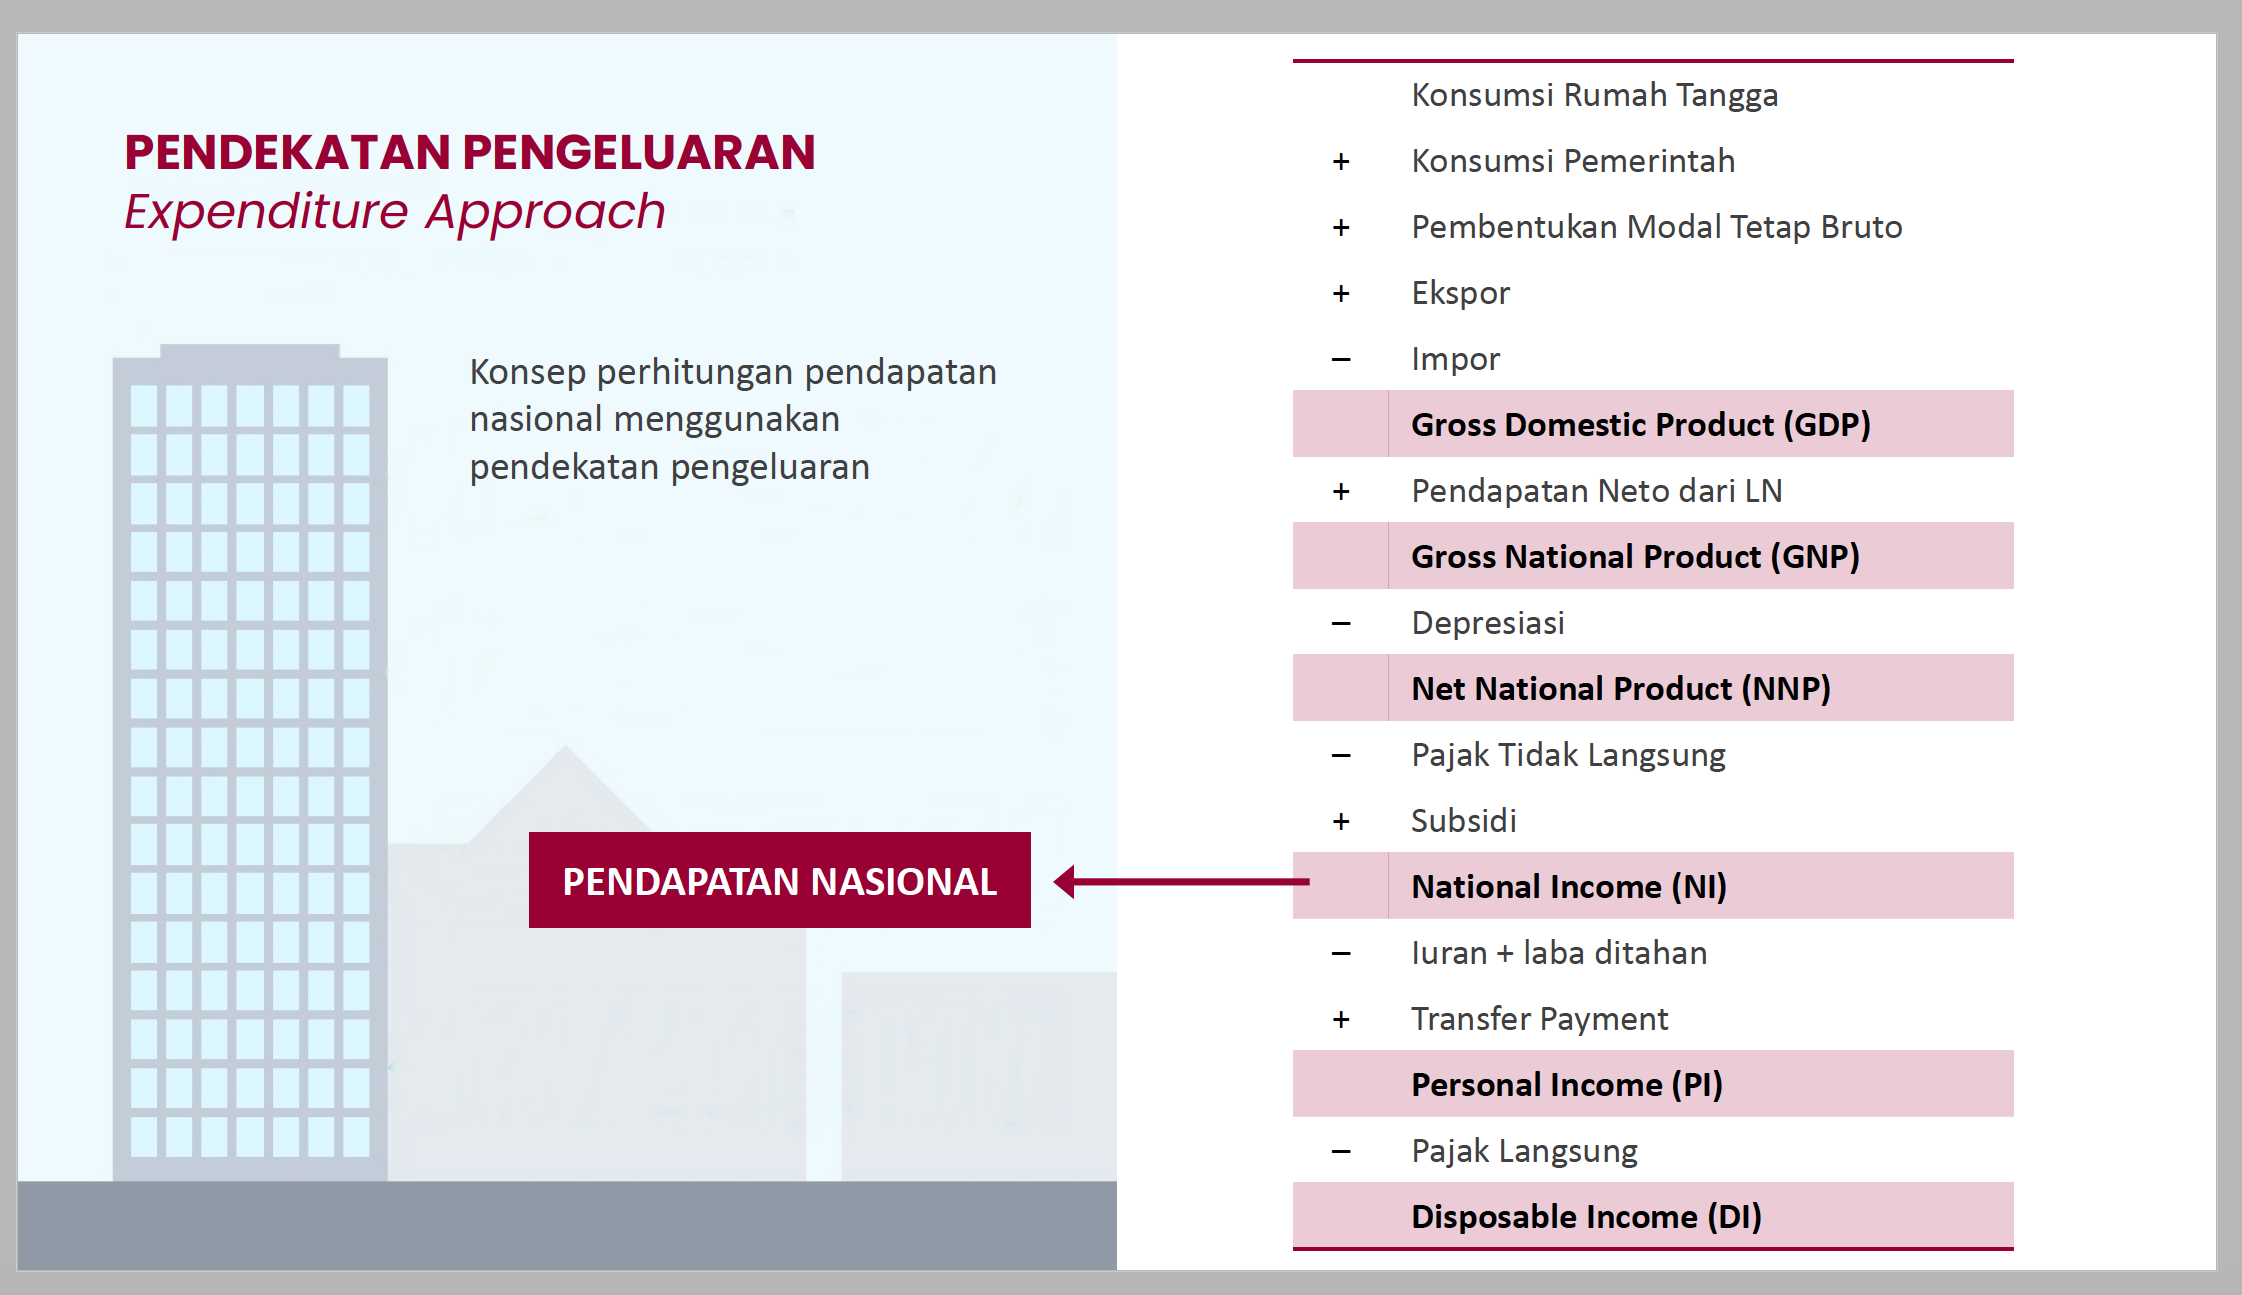 PENDEKATAN PENGELUARAN
Expenditure Approach
Konsep perhitungan pendapatan
nasional menggunakan
pendekatan pengeluaran
PENDAPATAN NASIONAL
Konsumsi Rumah Tangga
+ Konsumsi Pemerintah
+ Pembentukan Modal Tetap Bruto
+ Ekspor
– Impor
Gross Domestic Product (GDP)
+ Pendapatan Neto dari LN
Gross National Product (GNP)
– Depresiasi
Net National Product (NNP)
– Pajak Tidak Langsung
+ Subsidi
National Income (NI)
– Iuran + laba ditahan
+ Transfer Payment
Personal Income (PI)
– Pajak Langsung
Disposable Income (DI)